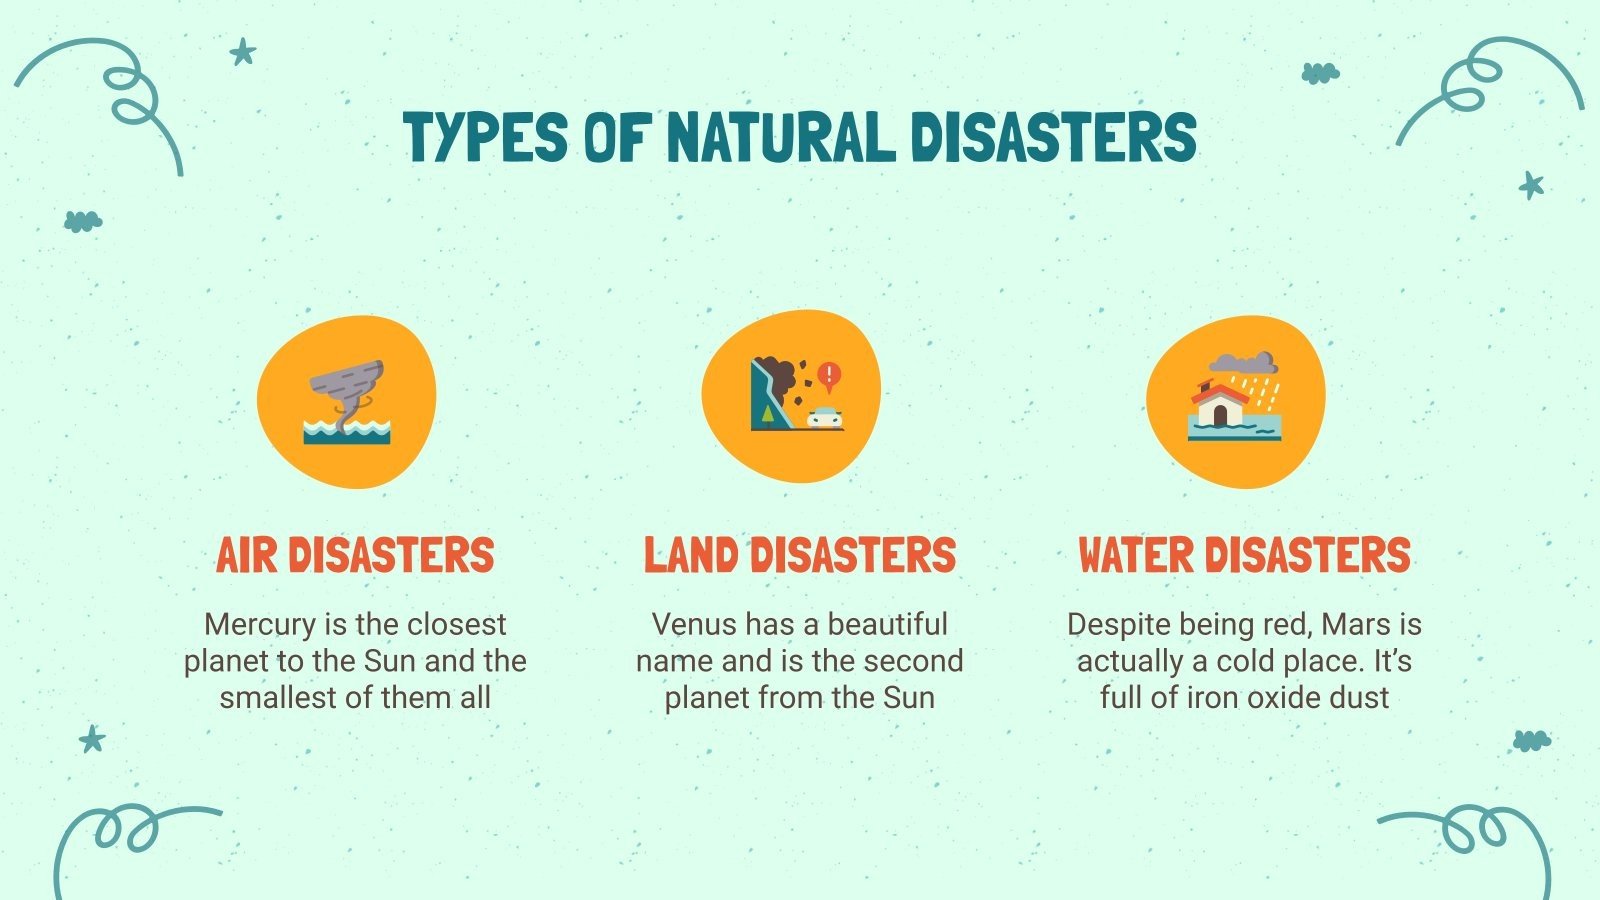 TYPES OF NATURAL DISASTERS
AIR DISASTERS
Mercury is the closest
planet to the Sun and the
smallest of them all
LAND DISASTERS
Venus has a beautiful
name and is the second
planet from the Sun
WATER DISASTERS
Despite being red, Mars is
actually a cold place. It’s
full of iron oxide dust